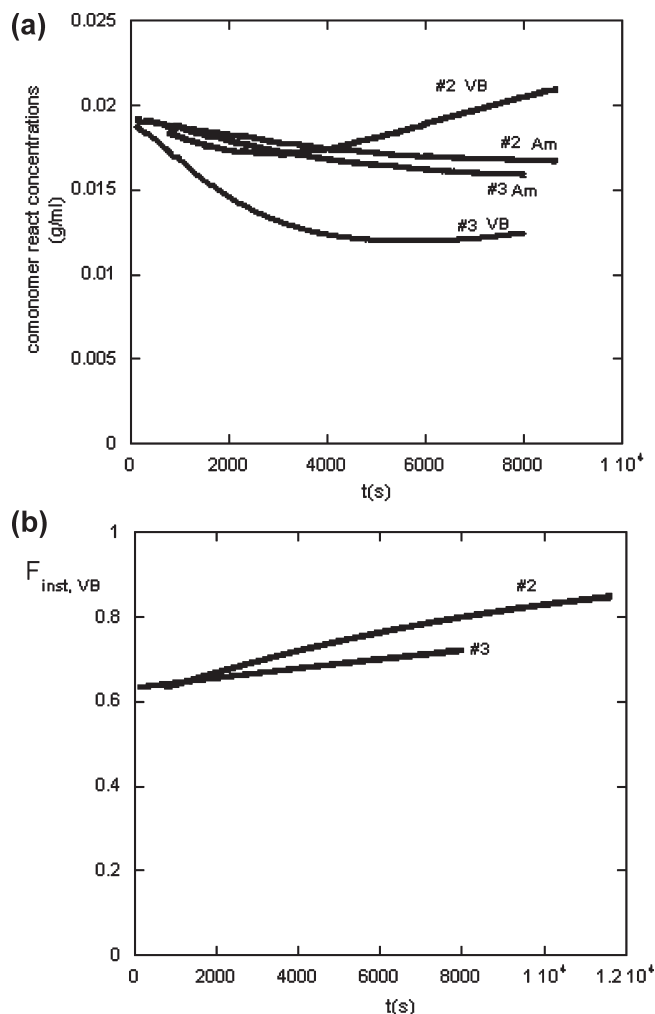 (a)
comonomer react concentrations
(g/ml)
0.025
0.02
0.015
0.01
0.005
0
#2 VB
#2 Am
#3 Am
#3 VB
0 2000 4000 6000 8000 1 10⁴
t(s)
(b)
F inst, VB
1
0.8
0.6
0.4
0.2
0
#2
#3
0 2000 4000 6000 8000 1 10⁴ 1.2 10⁴
t(s)